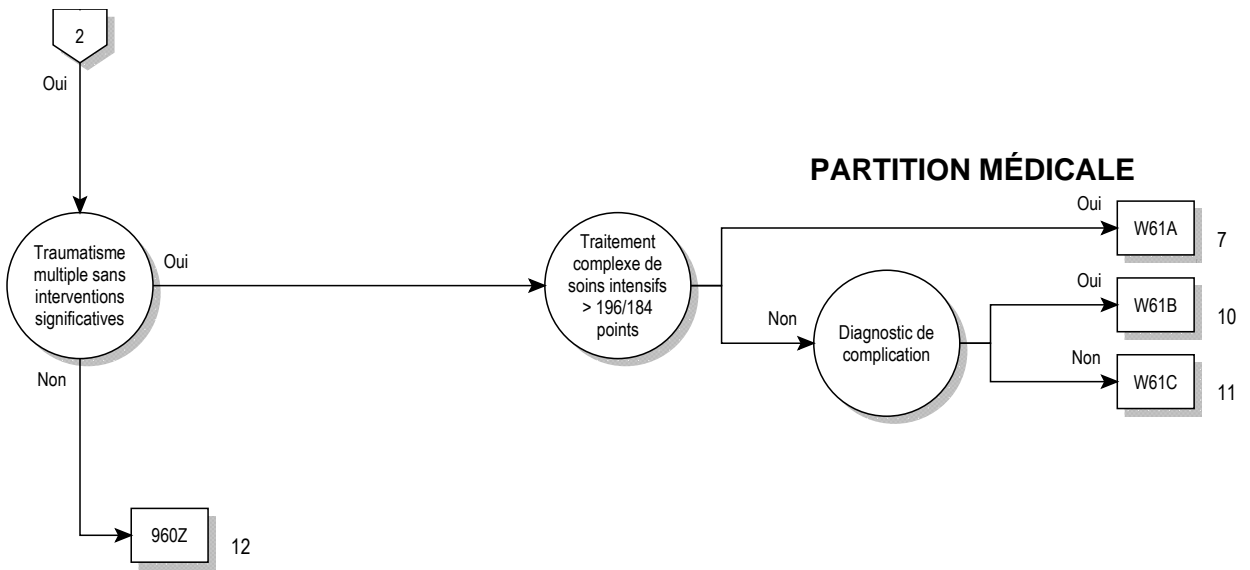 2
Oui
PARTITION MÉDICALE
Traumatisme
multiple sans
interventions
significatives
Oui
Traitement
complexe de
soins intensifs
> 196/184
points
Oui
W61A
7
Non
Diagnostic de
complication
Oui
W61B
10
Non
W61C
11
Non
960Z
12